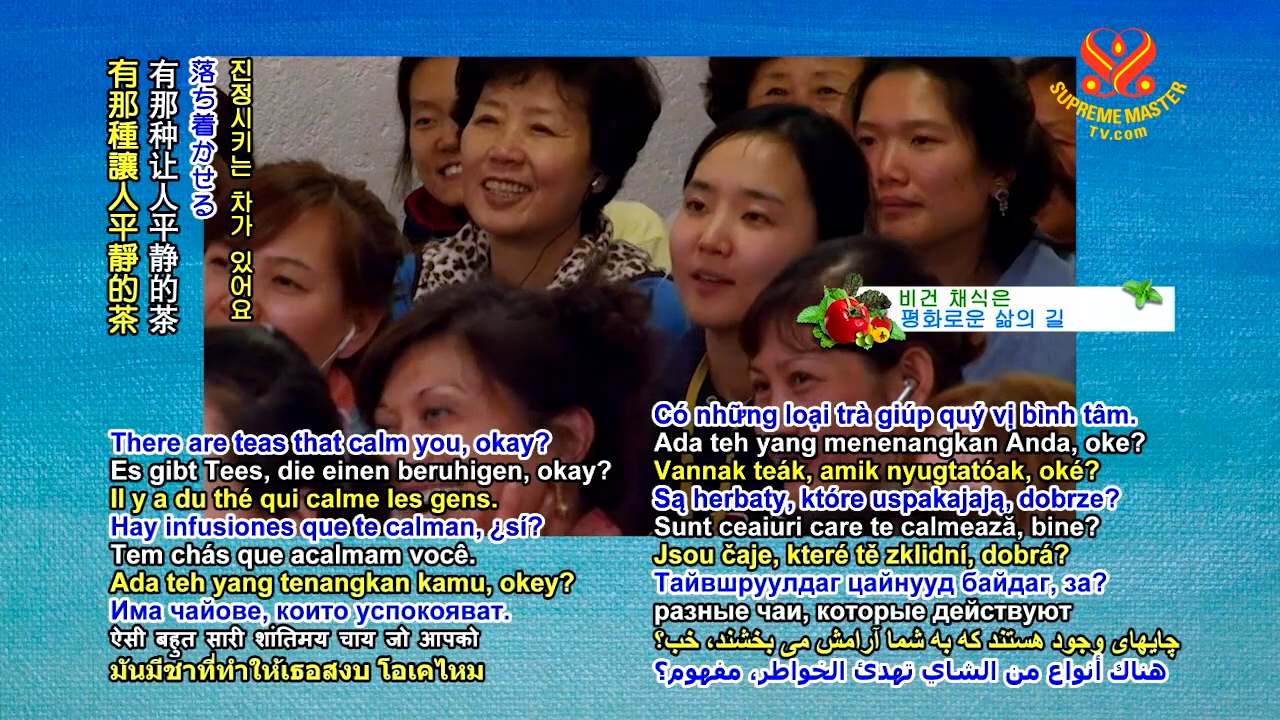 有那種讓人平靜的茶
有那种让人平静的茶
落ち着かせる
진정시키는 차가 있어요
SUPREME MASTER
TV.com
비건 채식은
평화로운 삶의 길
There are teas that calm you, okay?
Es gibt Tees, die einen beruhigen, okay?
Il y a du thé qui calme les gens.
Hay infusiones que te calman, ¿sí?
Tem chás que acalmam você.
Ada teh yang tenangkan kamu, okey?
Има чайове, които успокояват.
ऐसी बहुत सारी शांतिमय चाय जो आपको
มันมีชาที่ทำให้เธอสงบ โอเคไหม
Có những loại trà giúp quý vị bình tâm.
Ada teh yang menenangkan Anda, oke?
Vannak teák, amik nyugtatóak, oké?
Są herbaty, które uspakajają, dobrze?
Sunt ceaiuri care te calmează, bine?
Jsou čaje, které tě zklidní, dobrá?
Тайвшруулдаг цайнууд байдаг, за?
разные чаи, которые действуют
چایهای وجود هستند که به شما آرامش می بخشند، خب؟
هناك أنواع من الشاي تهدئ الخواطر، مفهوم؟